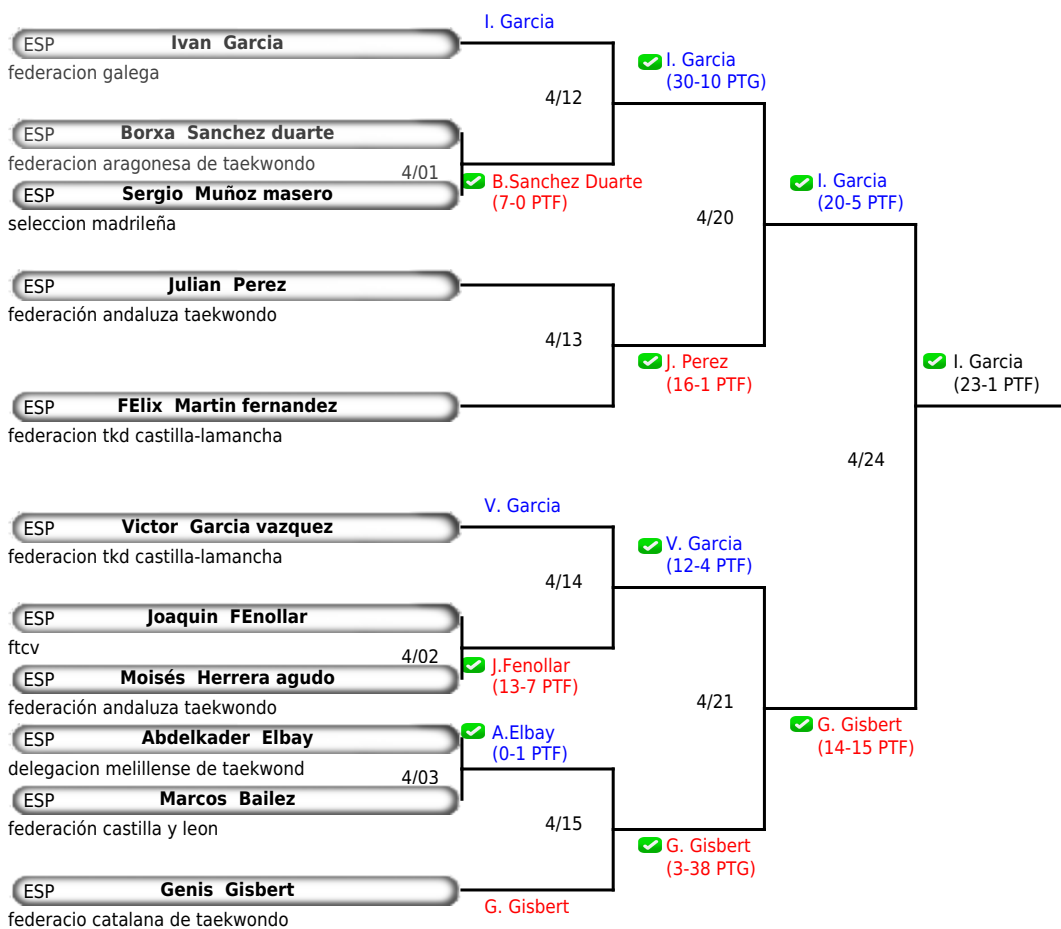 I. Garcia
ESP Ivan Garcia
federacion galega
I. Garcia
(30-10 PTG)
4/12
ESP Borxa Sanchez duarte
federacion aragonesa de taekwondo
4/01
B.Sanchez Duarte
(7-0 PTF)
ESP Sergio Muñoz masero
seleccion madrileña
I. Garcia
(20-5 PTF)
4/20
ESP Julian Perez
federación andaluza taekwondo
4/13
J. Perez
(16-1 PTF)
I. Garcia
(23-1 PTF)
ESP FElix Martin fernandez
federacion tkd castilla-lamancha
4/24
V. Garcia
ESP Victor Garcia vazquez
federacion tkd castilla-lamancha
V. Garcia
(12-4 PTF)
4/14
ESP Joaquin FEnollar
ftcv
4/02
J.Fenollar
(13-7 PTF)
ESP Moisés Herrera agudo
federación andaluza taekwondo
4/21
G. Gisbert
(14-15 PTF)
ESP Abdelkader Elbay
A.Elbay
(0-1 PTF)
delegacion melillense de taekwond
4/03
ESP Marcos Bailez
federación castilla y leon
4/15
G. Gisbert
(3-38 PTG)
ESP Genis Gisbert
G. Gisbert
federacio catalana de taekwondo